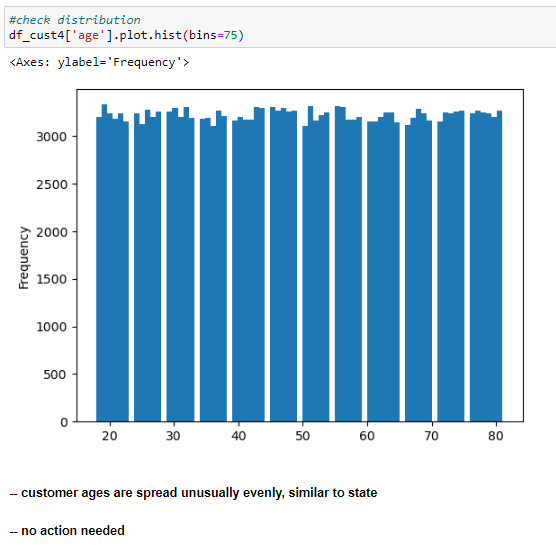 #check distribution
df_cust4['age'].plot.hist(bins=75)
<Axes: ylabel='Frequency'>
3000
2500
2000
1500
1000
500
0
Frequency
20 30 40 50 60 70 80
-- customer ages are spread unusually evenly, similar to state
-- no action needed